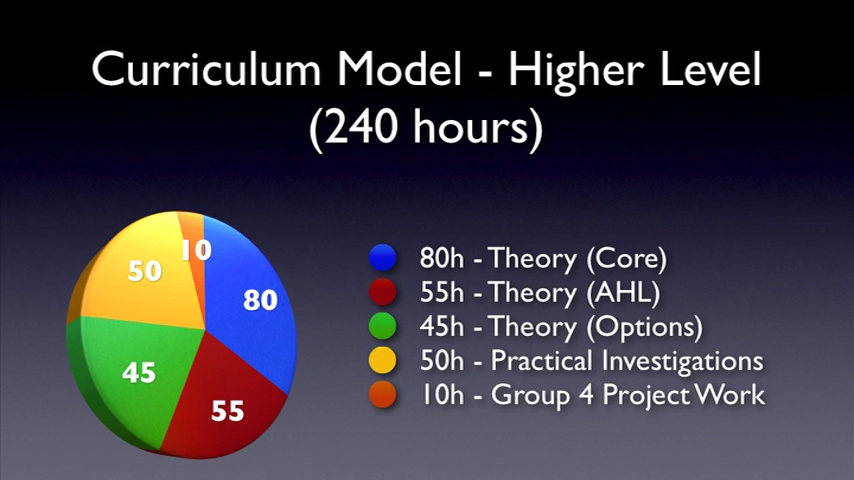 Curriculum Model - Higher Level
(240 hours)
10
50
80
45
55
80h - Theory (Core)
55h - Theory (AHL)
45h - Theory (Options)
50h - Practical Investigations
10h - Group 4 Project Work